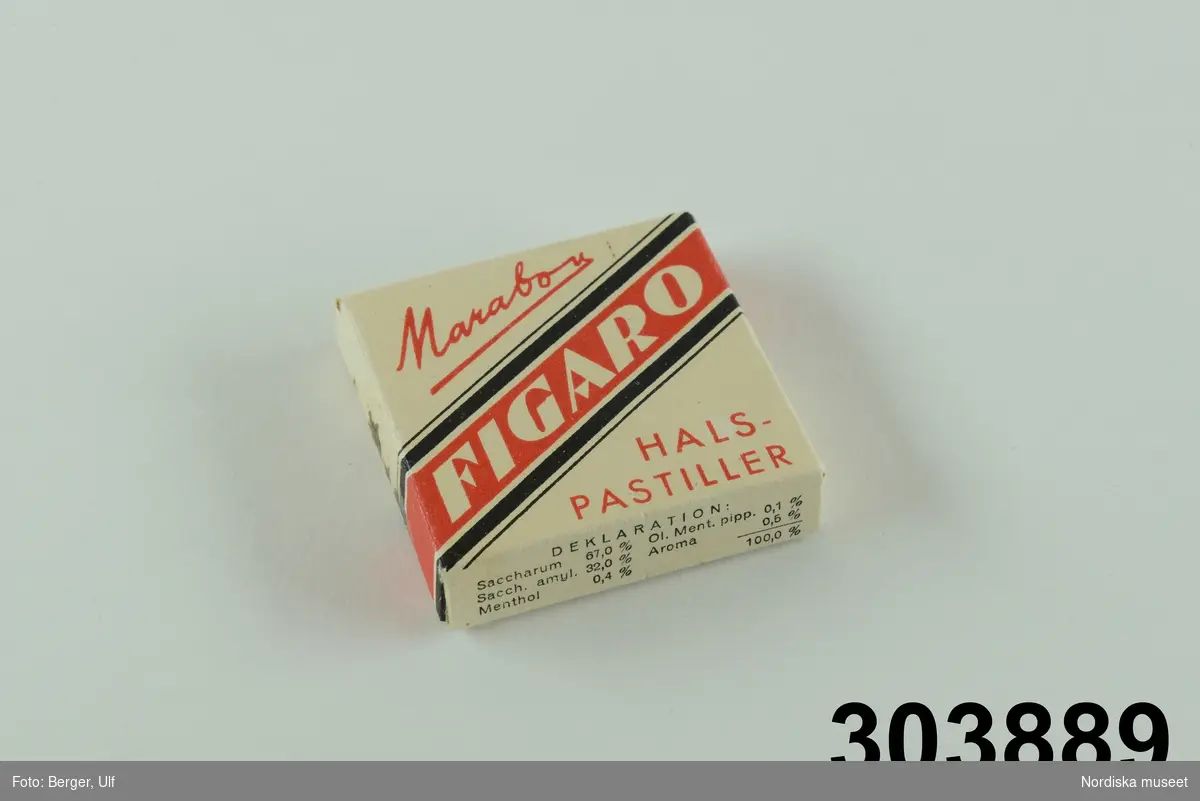 Marabou
FIGARO
HALS-
PASTILLER
DEKLARATION:
Saccharum 67,0 % Ol. Ment. pipp. 0,1 %
Sacch. amyl. 32,0 % Aroma 0,5 %
Menthol 0,4 % 100,0 %
303889
Foto: Berger, Ulf
Nordiska museet